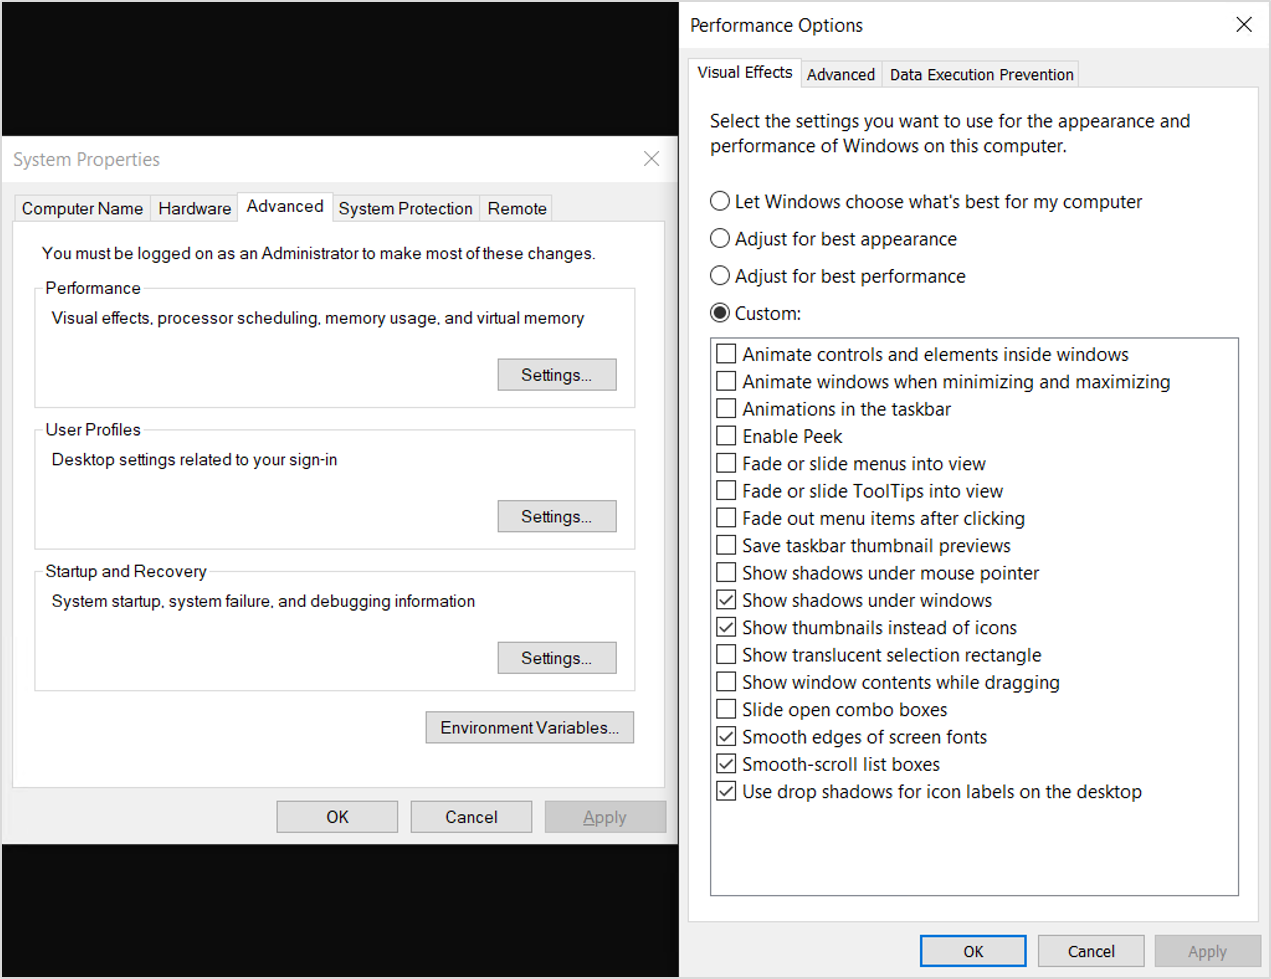 System Properties
Computer Name
Hardware
Advanced
System Protection
Remote
You must be logged on as an Administrator to make most of these changes.
Performance
Visual effects, processor scheduling, memory usage, and virtual memory
Settings...
User Profiles
Desktop settings related to your sign-in
Settings...
Startup and Recovery
System startup, system failure, and debugging information
Settings...
Environment Variables...
OK
Cancel
Apply
Performance Options
Visual Effects
Advanced
Data Execution Prevention
Select the settings you want to use for the appearance and
performance of Windows on this computer.
Let Windows choose what's best for my computer
Adjust for best appearance
Adjust for best performance
Custom:
Animate controls and elements inside windows
Animate windows when minimizing and maximizing
Animations in the taskbar
Enable Peek
Fade or slide menus into view
Fade or slide ToolTips into view
Fade out menu items after clicking
Save taskbar thumbnail previews
Show shadows under mouse pointer
Show shadows under windows
Show thumbnails instead of icons
Show translucent selection rectangle
Show window contents while dragging
Slide open combo boxes
Smooth edges of screen fonts
Smooth-scroll list boxes
Use drop shadows for icon labels on the desktop
OK
Cancel
Apply